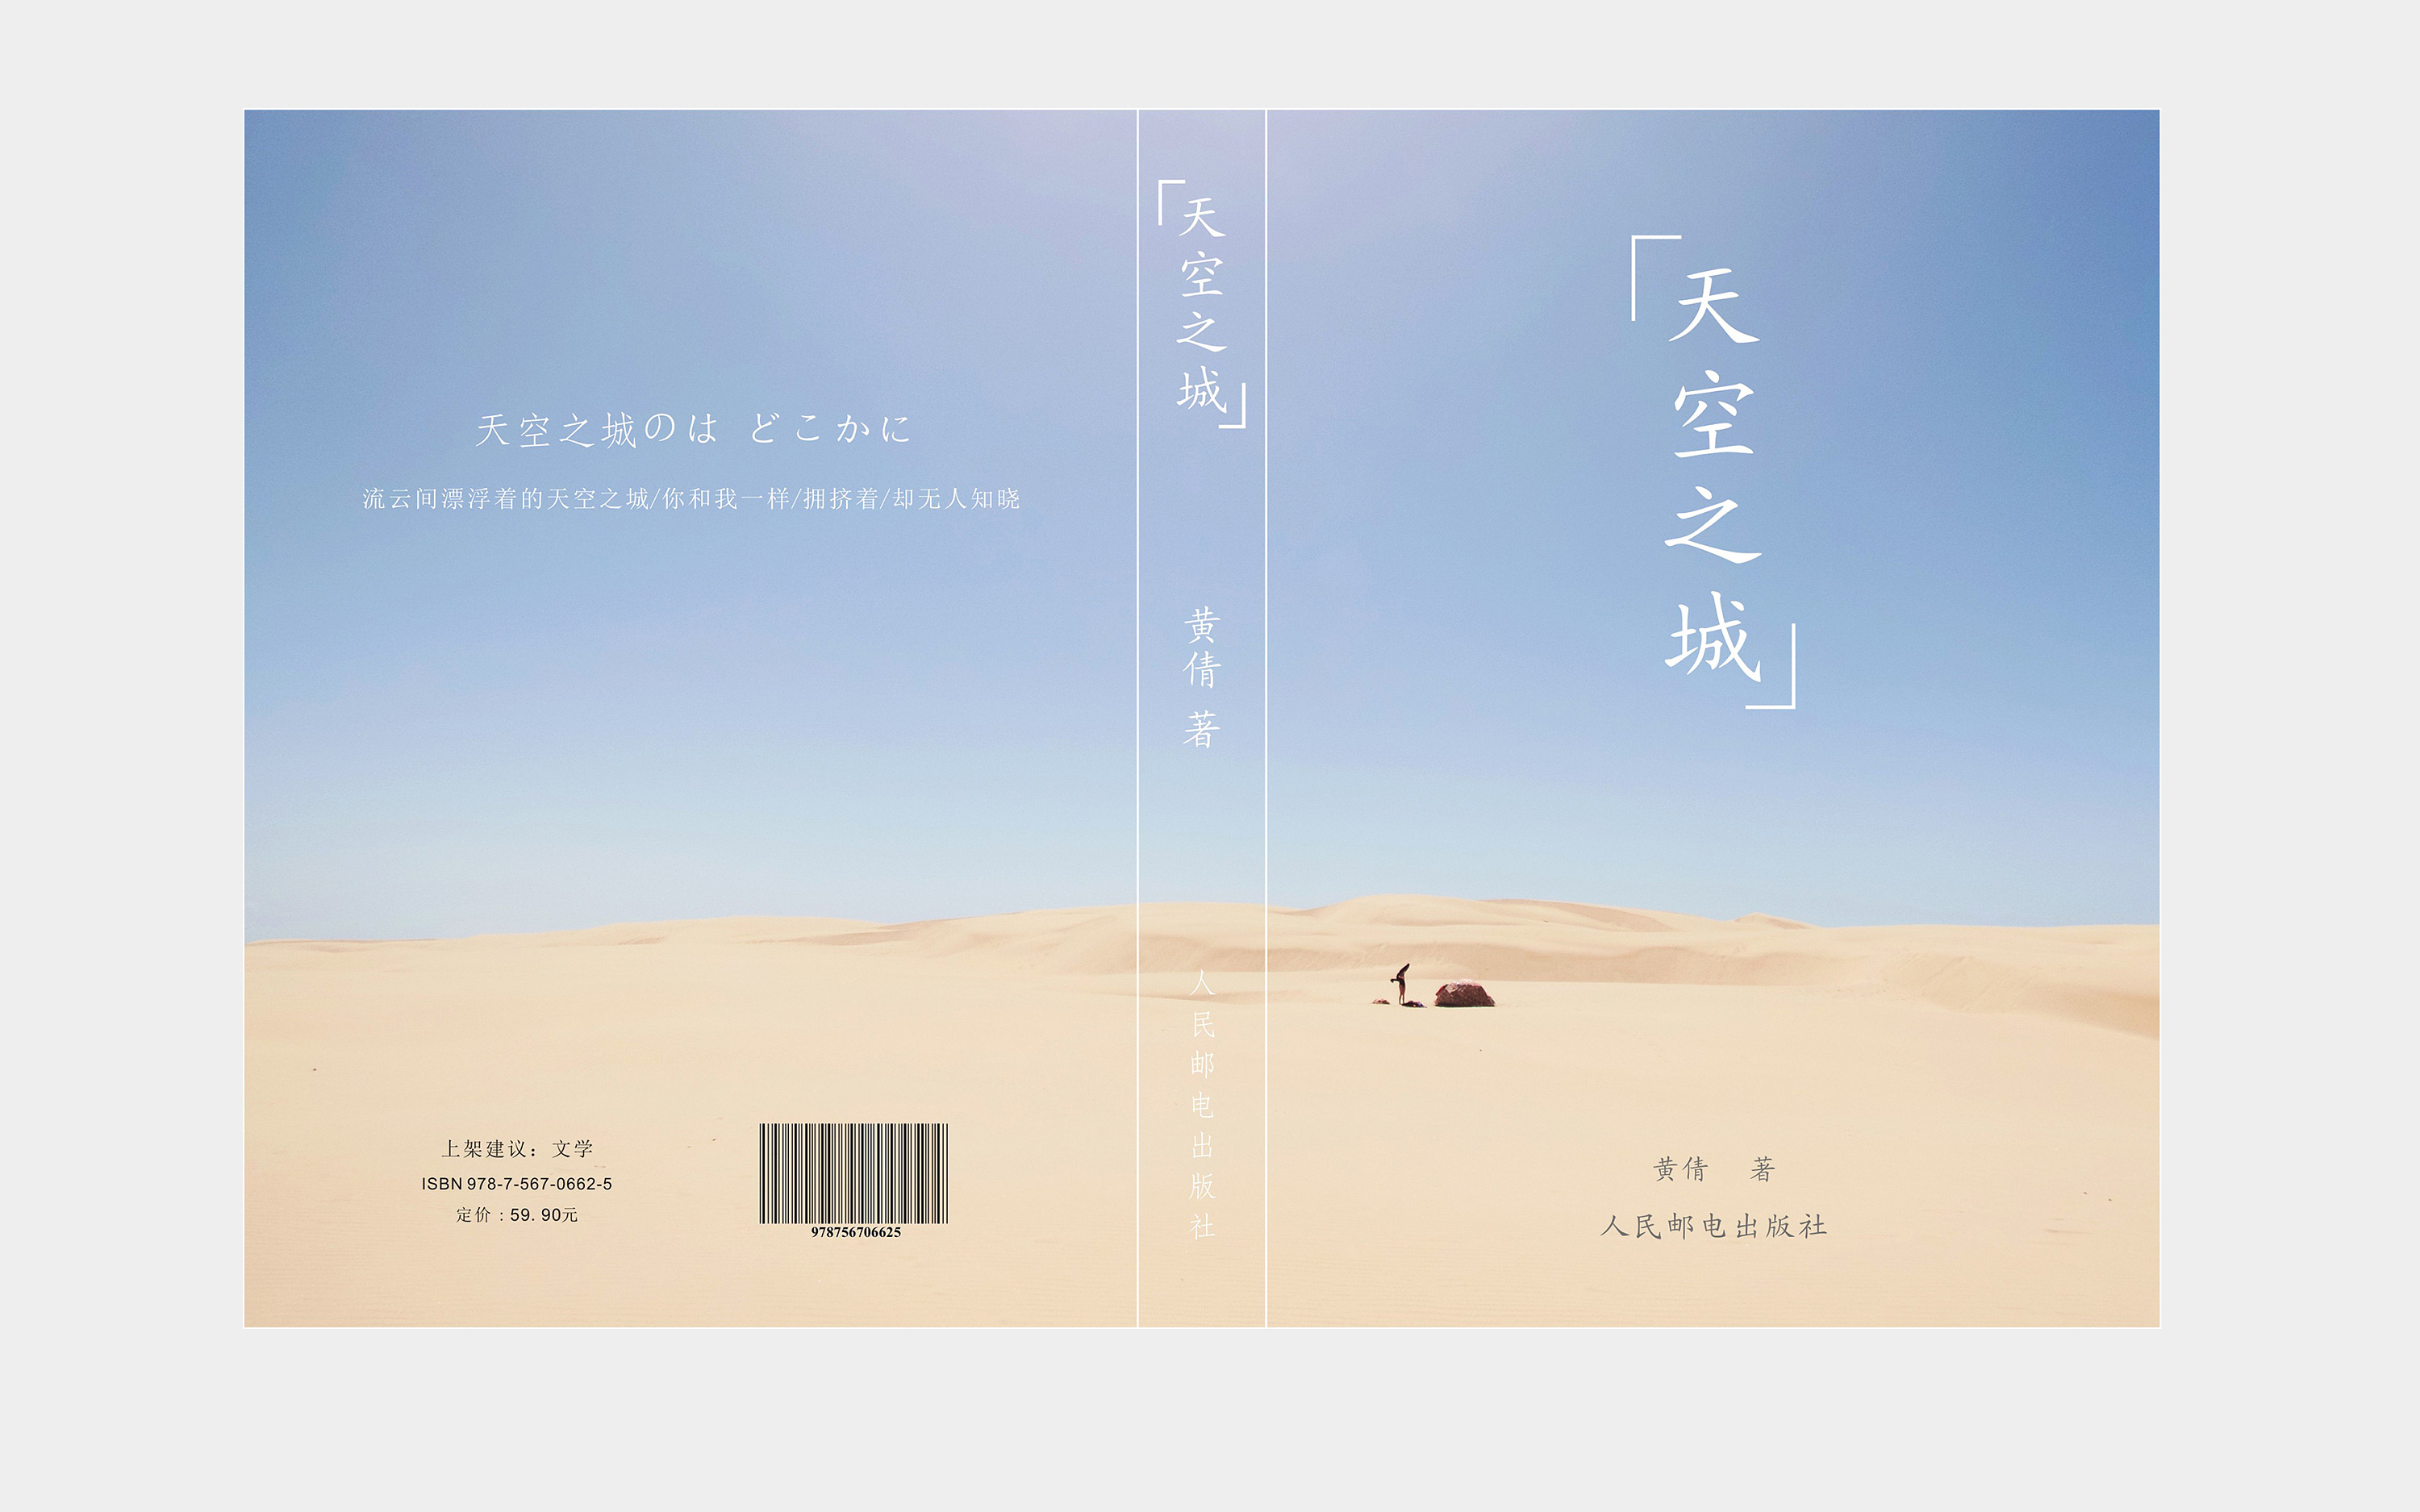 天空之城のは どこかに
流云间漂浮着的天空之城/你和我一样/拥挤着/却无人知晓
上架建议：文学
ISBN 978-7-567-0662-5
定价：59.90元
978756706625
「天空之城」
黄倩 著
人民邮电出版社
「天空之城」
黄倩 著
人民邮电出版社